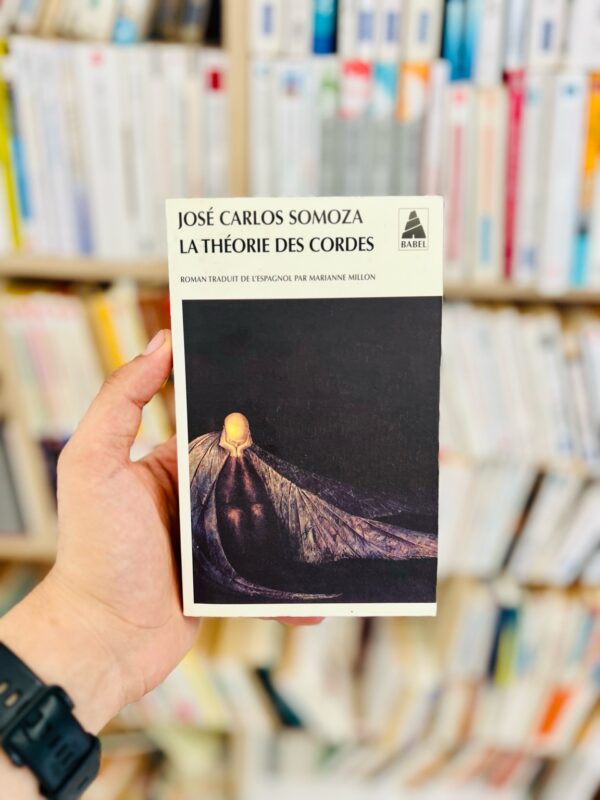 JOSÉ CARLOS SOMOZA
LA THÉORIE DES CORDES
BABEL
ROMAN TRADUIT DE L'ESPAGNOL PAR MARIANNE MILLON